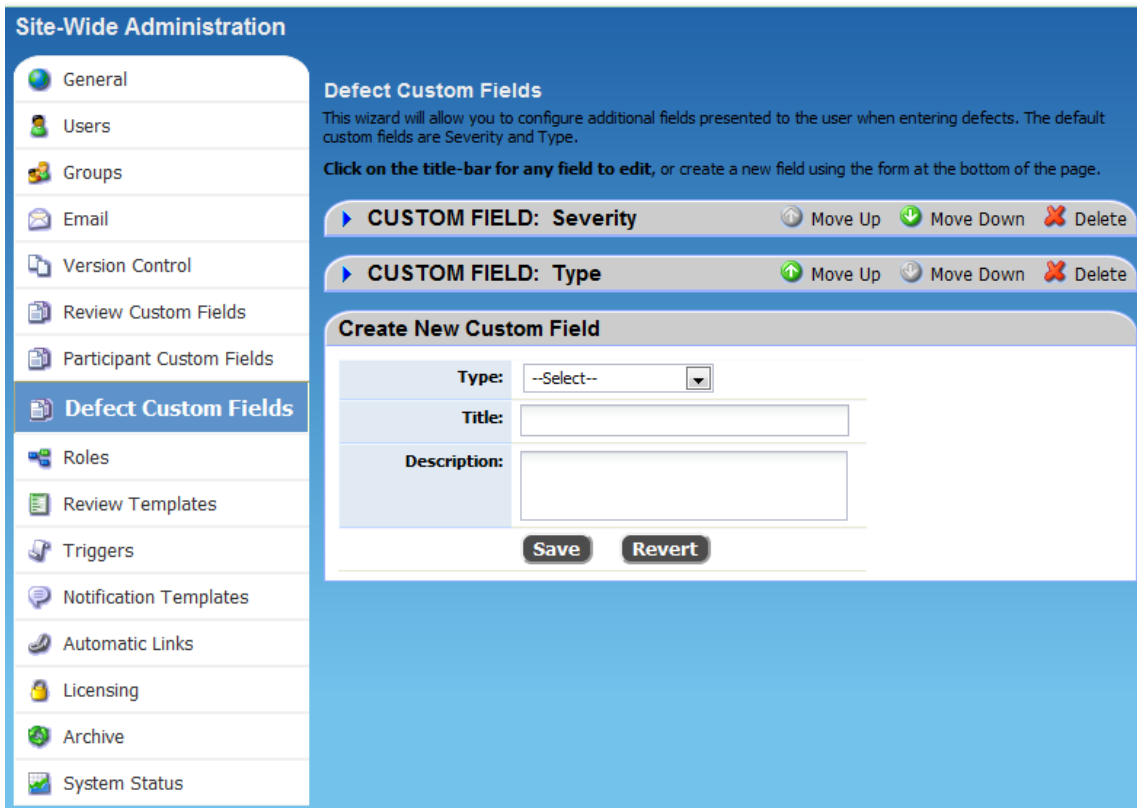 Site-Wide Administration
General
Users
Groups
Email
Version Control
Review Custom Fields
Participant Custom Fields
Defect Custom Fields
Roles
Review Templates
Triggers
Notification Templates
Automatic Links
Licensing
Archive
System Status
Defect Custom Fields
This wizard will allow you to configure additional fields presented to the user when entering defects. The default
custom fields are Severity and Type.
Click on the title-bar for any field to edit, or create a new field using the form at the bottom of the page.
CUSTOM FIELD: Severity Move Up Move Down Delete
CUSTOM FIELD: Type Move Up Move Down Delete
Create New Custom Field
Type: --Select--
Title:
Description:
Save Revert